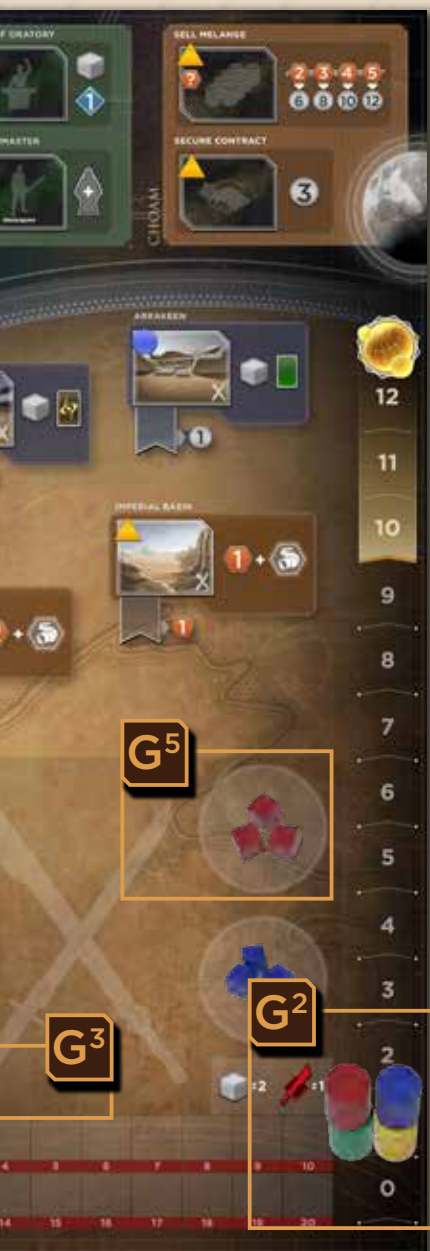 F ORATORY
1
MASTER
SELL MELANGE
?
2 3 4 5
6 8 10 12
SECURE CONTRACT
3
CHOAM
ARRAKEEN
X
1
X
12
11
10
IMPERIAL BASIN
X
1 +
+
1
9
8
7
G5
6
5
4
3
G2
G3
2
=2
=1
4 5 6 7 8 9 10
0
14 15 16 17 18 19 20